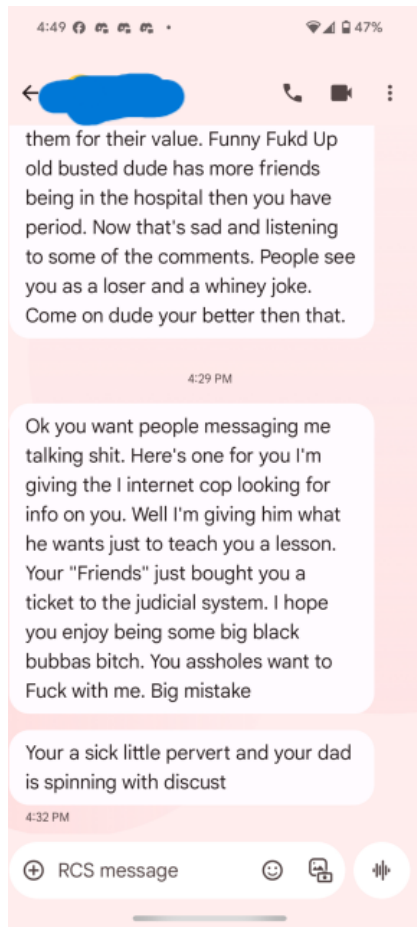 4:49
47%
them for their value. Funny Fukd Up
old busted dude has more friends
being in the hospital then you have
period. Now that's sad and listening
to some of the comments. People see
you as a loser and a whiney joke.
Come on dude your better then that.
4:29 PM
Ok you want people messaging me
talking shit. Here's one for you I'm
giving the I internet cop looking for
info on you. Well I'm giving him what
he wants just to teach you a lesson.
Your "Friends" just bought you a
ticket to the judicial system. I hope
you enjoy being some big black
bubbas bitch. You assholes want to
Fuck with me. Big mistake
Your a sick little pervert and your dad
is spinning with discust
4:32 PM
RCS message